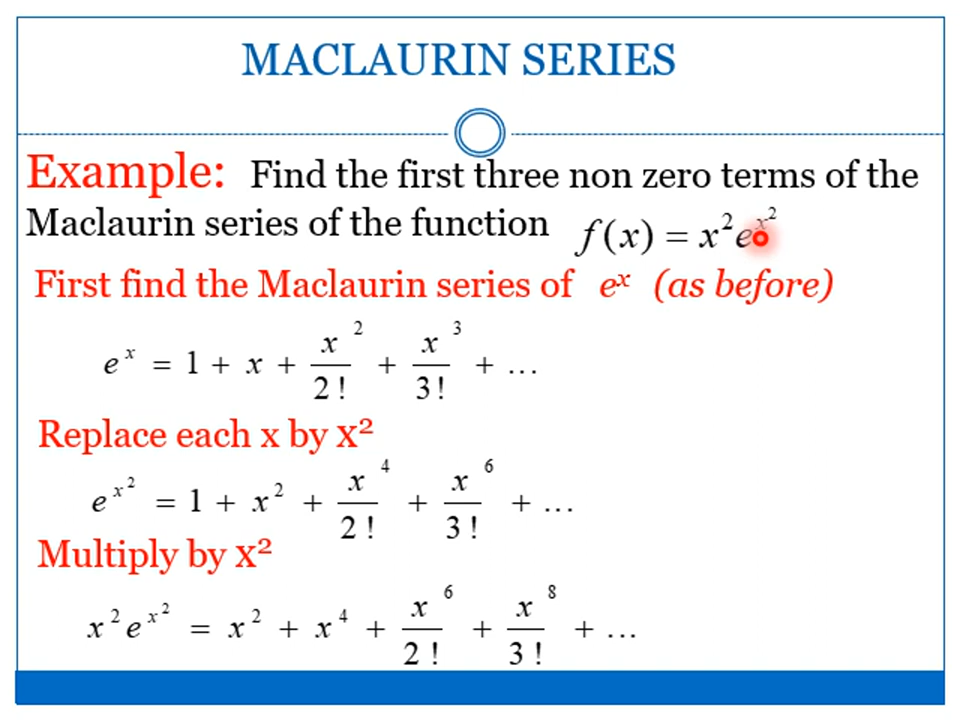 MACLAURIN SERIES
Example: Find the first three non zero terms of the
Maclaurin series of the function f(x) = x²e^{x²}
First find the Maclaurin series of eˣ (as before)
eˣ = 1 + x + x²/2! + x³/3! + ...
Replace each x by x²
e^{x²} = 1 + x² + x⁴/2! + x⁶/3! + ...
Multiply by x²
x²e^{x²} = x² + x⁴ + x⁶/2! + x⁸/3! + ...